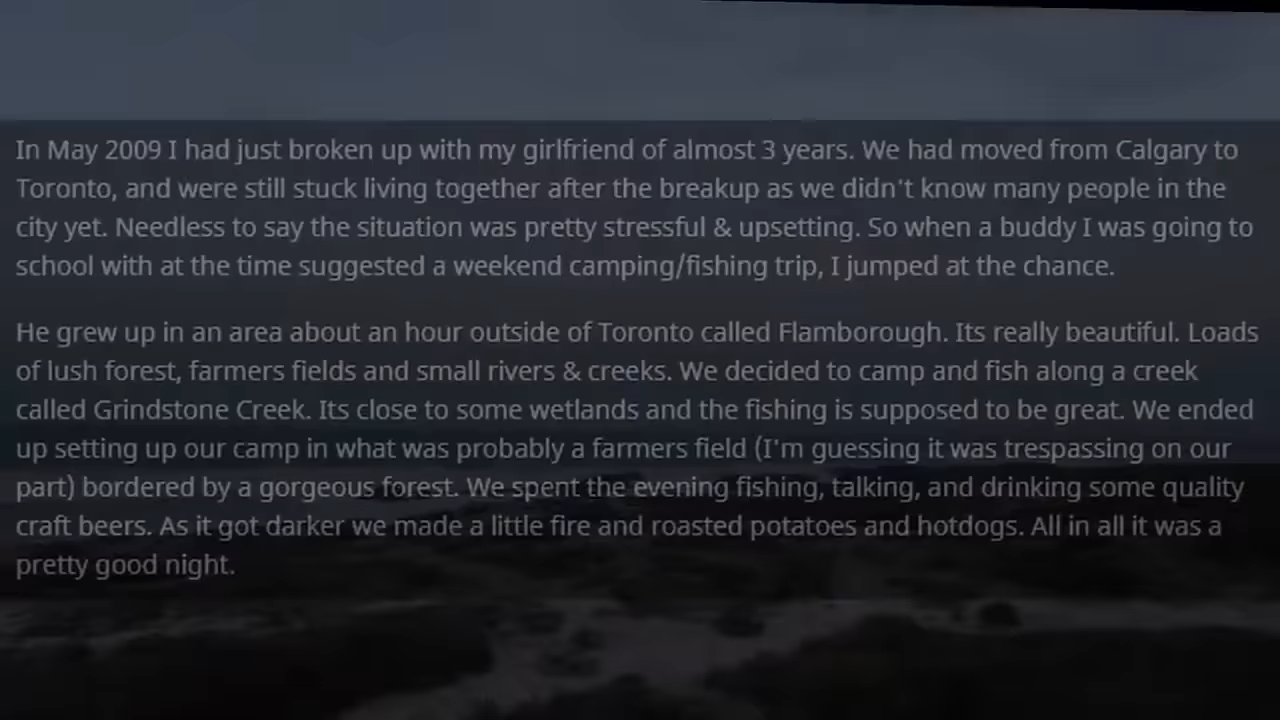 In May 2009 I had just broken up with my girlfriend of almost 3 years. We had moved from Calgary to
Toronto, and were still stuck living together after the breakup as we didn't know many people in the
city yet. Needless to say the situation was pretty stressful & upsetting. So when a buddy I was going to
school with at the time suggested a weekend camping/fishing trip, I jumped at the chance.
He grew up in an area about an hour outside of Toronto called Flamborough. Its really beautiful. Loads
of lush forest, farmers fields and small rivers & creeks. We decided to camp and fish along a creek
called Grindstone Creek. Its close to some wetlands and the fishing is supposed to be great. We ended
up setting up our camp in what was probably a farmers field (I'm guessing it was trespassing on our
part) bordered by a gorgeous forest. We spent the evening fishing, talking, and drinking some quality
craft beers. As it got darker we made a little fire and roasted potatoes and hotdogs. All in all it was a
pretty good night.